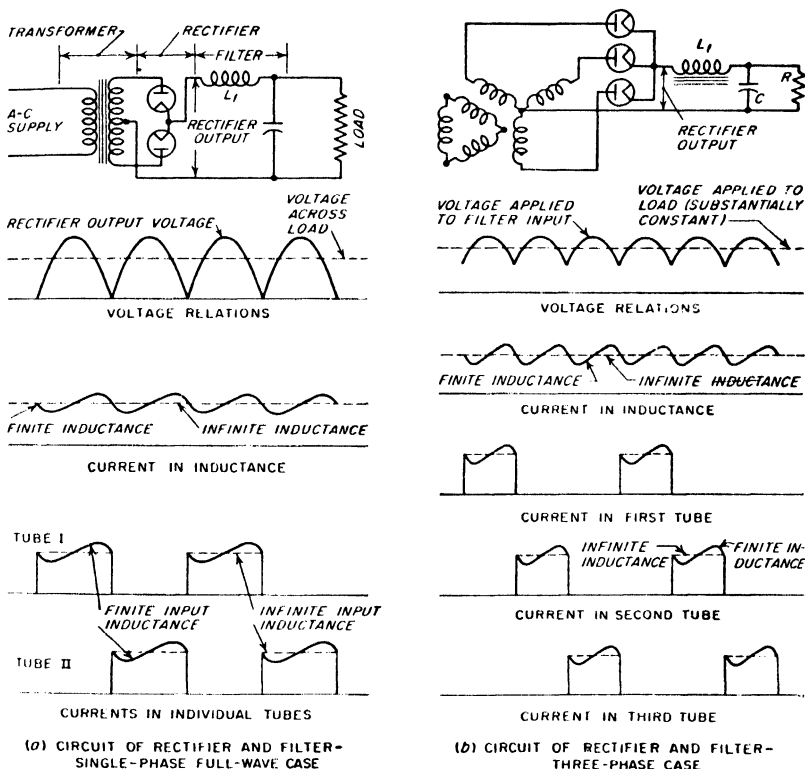 TRANSFORMER
RECTIFIER
FILTER
A-C
SUPPLY
L1
RECTIFIER
OUTPUT
LOAD
RECTIFIER OUTPUT VOLTAGE
VOLTAGE
ACROSS
LOAD
VOLTAGE RELATIONS
FINITE INDUCTANCE
INFINITE INDUCTANCE
CURRENT IN INDUCTANCE
TUBE I
FINITE INPUT
INDUCTANCE
INFINITE INPUT
INDUCTANCE
TUBE II
CURRENTS IN INDIVIDUAL TUBES
(a) CIRCUIT OF RECTIFIER AND FILTER-
SINGLE-PHASE FULL-WAVE CASE
L1
R
C
RECTIFIER
OUTPUT
VOLTAGE APPLIED
TO FILTER INPUT
VOLTAGE APPLIED TO
LOAD (SUBSTANTIALLY
CONSTANT)
VOLTAGE RELATIONS
FINITE INDUCTANCE
INFINITE INDUCTANCE
CURRENT IN INDUCTANCE
CURRENT IN FIRST TUBE
INFINITE
INDUCTANCE
FINITE IN-
DUCTANCE
CURRENT IN SECOND TUBE
CURRENT IN THIRD TUBE
(b) CIRCUIT OF RECTIFIER AND FILTER-
THREE-PHASE CASE